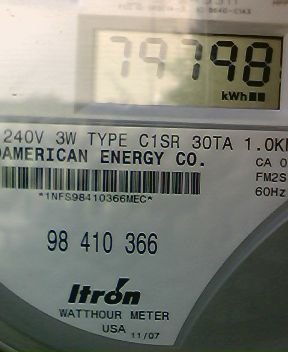 79798
kWh
240V 3W TYPE C1SR 30TA 1.0K
AMERICAN ENERGY CO.
CA 0
FM2S
60Hz
*1NFS98410366MEC*
98 410 366
Itron
WATTHOUR METER
USA 11/07